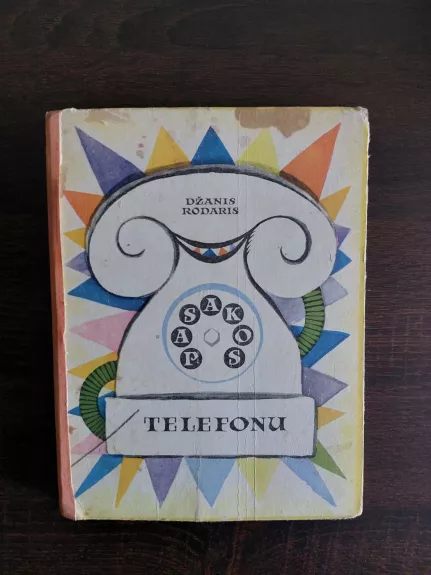 DŽANIS
RODARIS
PASAKOS
TELEFONU